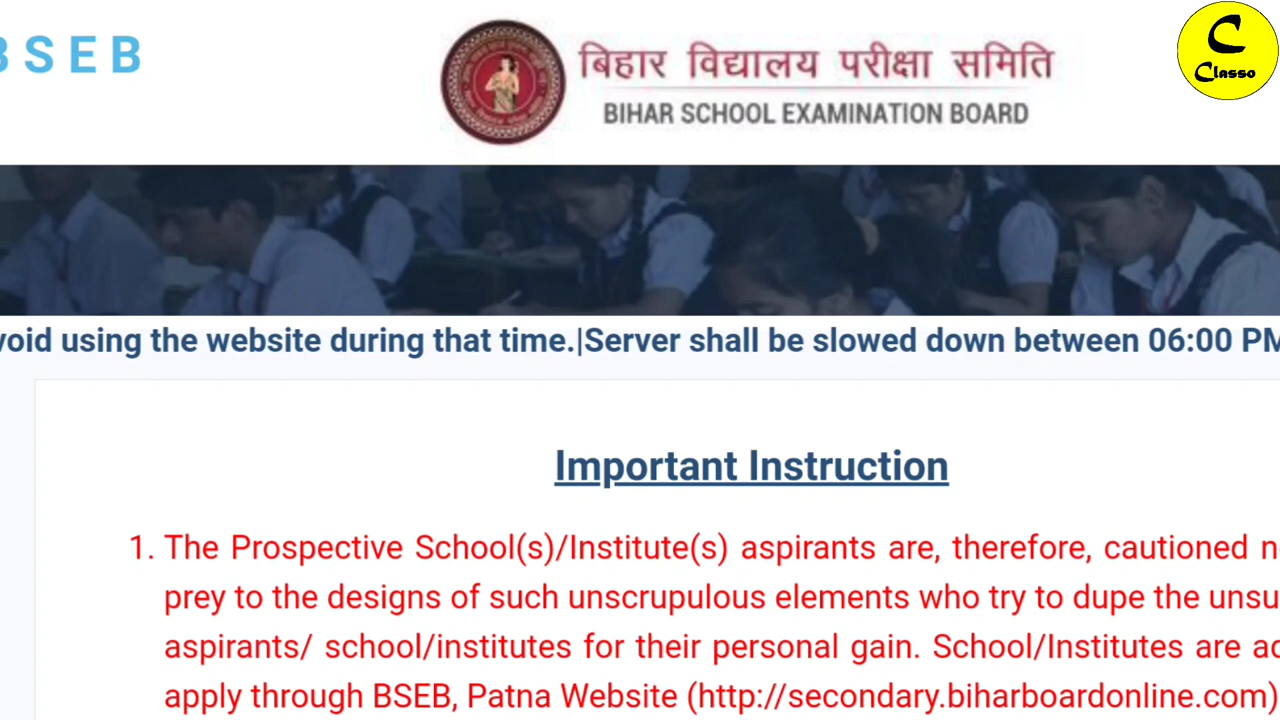 BSEB
बिहार विद्यालय परीक्षा समिति
BIHAR SCHOOL EXAMINATION BOARD
C
Classo
void using the website during that time.|Server shall be slowed down between 06:00 PM
Important Instruction
1. The Prospective School(s)/Institute(s) aspirants are, therefore, cautioned n
prey to the designs of such unscrupulous elements who try to dupe the unsu
aspirants/ school/institutes for their personal gain. School/Institutes are ad
apply through BSEB, Patna Website (http://secondary.biharboardonline.com)